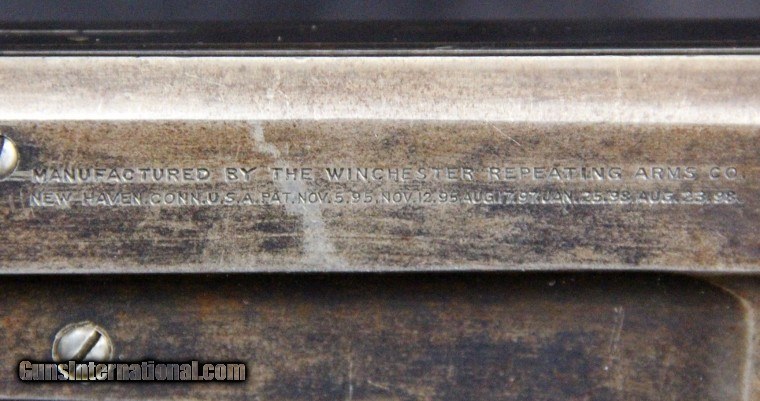 MANUFACTURED BY THE WINCHESTER REPEATING ARMS CO.
NEW-HAVEN. CONN. U.S.A. PAT. NOV. 5. 95. NOV. 12. 95 AUG. 17. 97. JAN. 25. 98. AUG. 23. 98.
GunsInternational.com